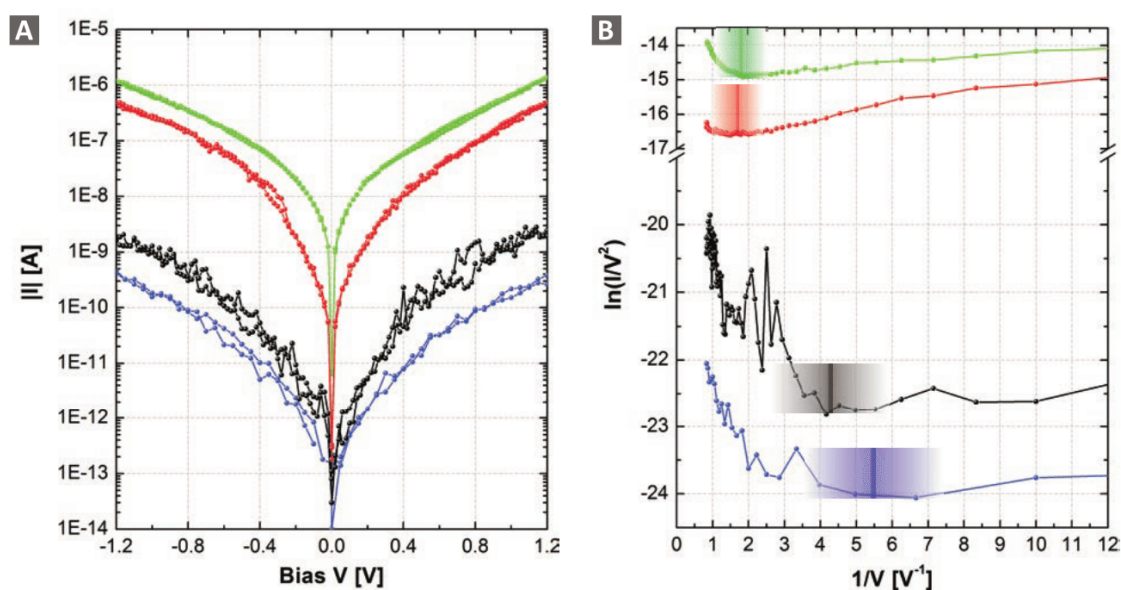 A
1E-5
1E-6
1E-7
1E-8
1E-9
1E-10
1E-11
1E-12
1E-13
1E-14
|I| [A]
-1.2 -0.8 -0.4 0.0 0.4 0.8 1.2
Bias V [V]
B
-14
-15
-16
-17
-20
-21
-22
-23
-24
ln(I/V²)
0 1 2 3 4 5 6 7 8 9 10 11 12
1/V [V⁻¹]